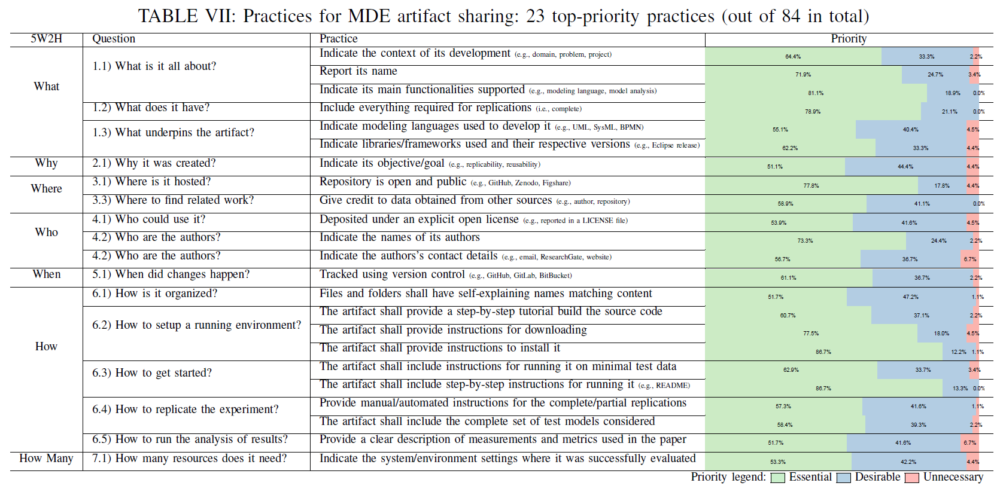 TABLE VII: Practices for MDE artifact sharing: 23 top-priority practices (out of 84 in total)
5W2H Question Practice Priority
What 1.1) What is it all about? Indicate the context of its development (e.g., domain, problem, project) 64.4% 33.3% 2.2%
Report its name 71.9% 24.7% 3.4%
Indicate its main functionalities supported (e.g., modeling language, model analysis) 81.1% 18.9% 0.0%
1.2) What does it have? Include everything required for replications (i.e., complete) 78.9% 21.1% 0.0%
1.3) What underpins the artifact? Indicate modeling languages used to develop it (e.g., UML, SysML, BPMN) 55.1% 40.4% 4.5%
Indicate libraries/frameworks used and their respective versions (e.g., Eclipse release) 62.2% 33.3% 4.4%
Why 2.1) Why it was created? Indicate its objective/goal (e.g., replicability, reusability) 51.1% 44.4% 4.4%
Where 3.1) Where is it hosted? Repository is open and public (e.g., GitHub, Zenodo, Figshare) 77.8% 17.8% 4.4%
3.3) Where to find related work? Give credit to data obtained from other sources (e.g., author, repository) 58.9% 41.1% 0.0%
Who 4.1) Who could use it? Deposited under an explicit open license (e.g., reported in a LICENSE file) 53.9% 41.6% 4.5%
4.2) Who are the authors? Indicate the names of its authors 73.3% 24.4% 2.2%
4.2) Who are the authors? Indicate the authors's contact details (e.g., email, ResearchGate, website) 56.7% 36.7% 6.7%
When 5.1) When did changes happen? Tracked using version control (e.g., GitHub, GitLab, BitBucket) 61.1% 36.7% 2.2%
How 6.1) How is it organized? Files and folders shall have self-explaining names matching content 51.7% 47.2% 1.1%
6.2) How to setup a running environment? The artifact shall provide a step-by-step tutorial build the source code 60.7% 37.1% 2.2%
The artifact shall provide instructions for downloading 77.5% 18.0% 4.5%
The artifact shall provide instructions to install it 86.7% 12.2% 1.1%
6.3) How to get started? The artifact shall include instructions for running it on minimal test data 62.9% 33.7% 3.4%
The artifact shall include step-by-step instructions for running it (e.g., README) 86.7% 13.3% 0.0%
6.4) How to replicate the experiment? Provide manual/automated instructions for the complete/partial replications 57.3% 41.6% 1.1%
The artifact shall include the complete set of test models considered 58.4% 39.3% 2.2%
6.5) How to run the analysis of results? Provide a clear description of measurements and metrics used in the paper 51.7% 41.6% 6.7%
How Many 7.1) How many resources does it need? Indicate the system/environment settings where it was successfully evaluated 53.3% 42.2% 4.4%
Priority legend: Essential Desirable Unnecessary